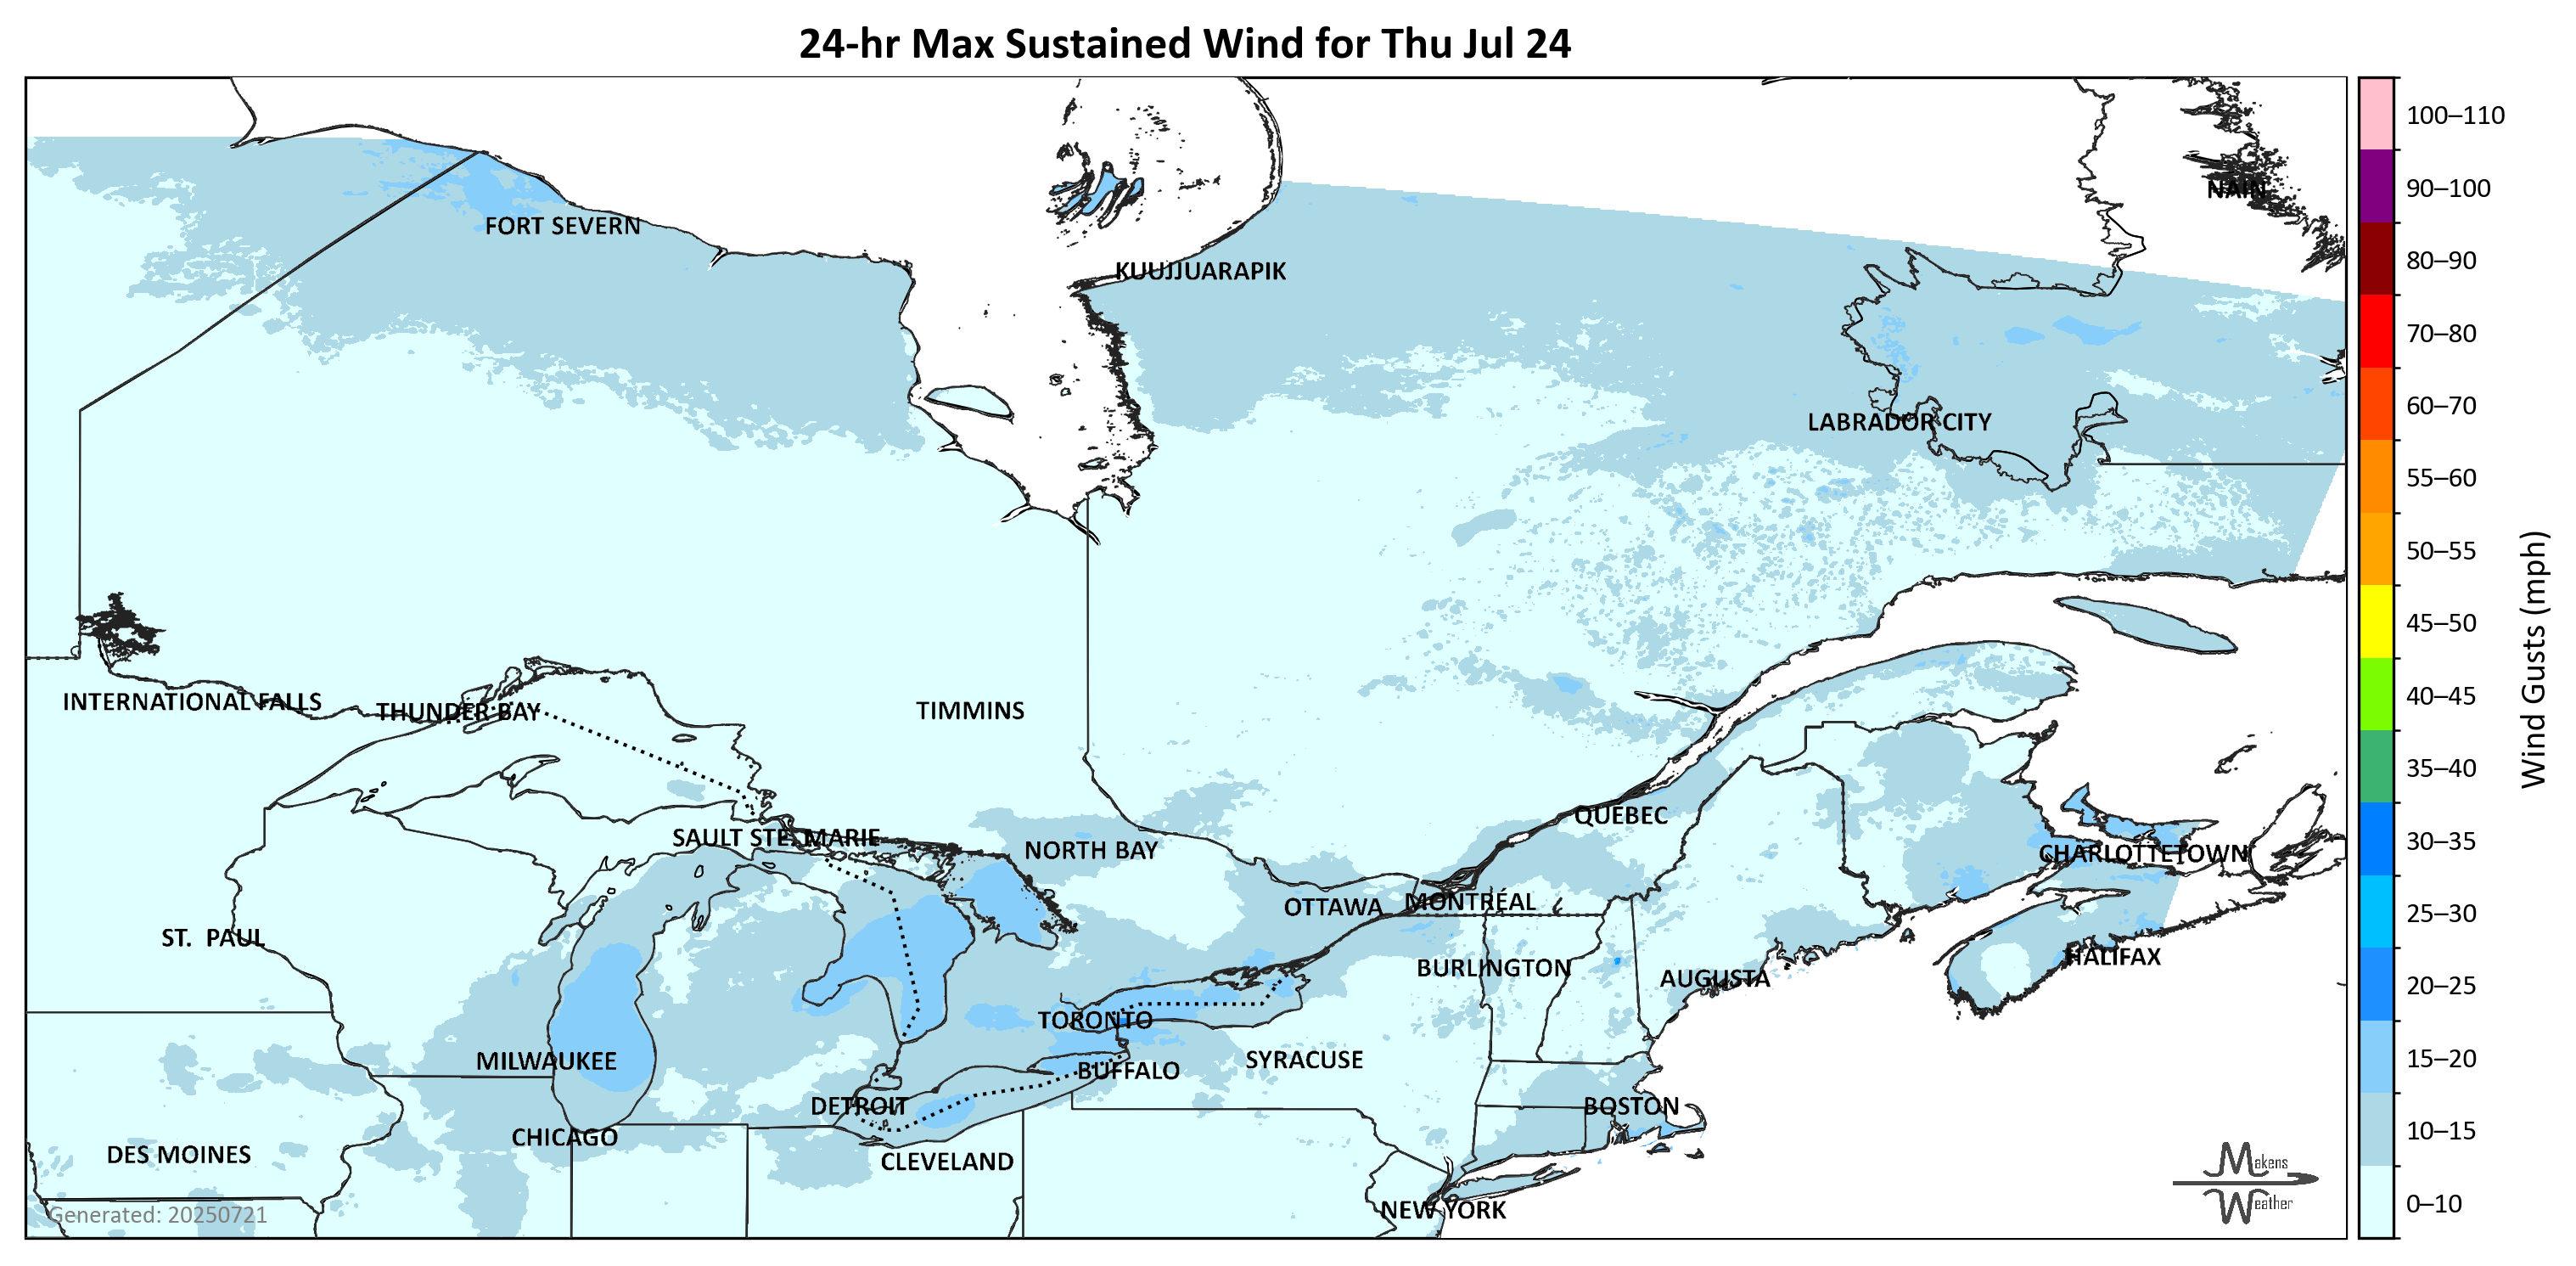 24-hr Max Sustained Wind for Thu Jul 24
100–110
90–100
NAIN
FORT SEVERN
80–90
KUUJJUARAPIK
70–80
60–70
LABRADOR CITY
55–60
50–55
45–50
Wind Gusts (mph)
INTERNATIONAL FALLS
THUNDER BAY
TIMMINS
40–45
35–40
QUEBEC
SAULT STE. MARIE
NORTH BAY
CHARLOTTETOWN
30–35
OTTAWA
MONTRÉAL
25–30
ST. PAUL
BURLINGTON
AUGUSTA
HALIFAX
20–25
TORONTO
MILWAUKEE
BUFFALO
SYRACUSE
15–20
DETROIT
BOSTON
10–15
CHICAGO
DES MOINES
CLEVELAND
Makens
Weather
NEW YORK
0–10
Generated: 20250721